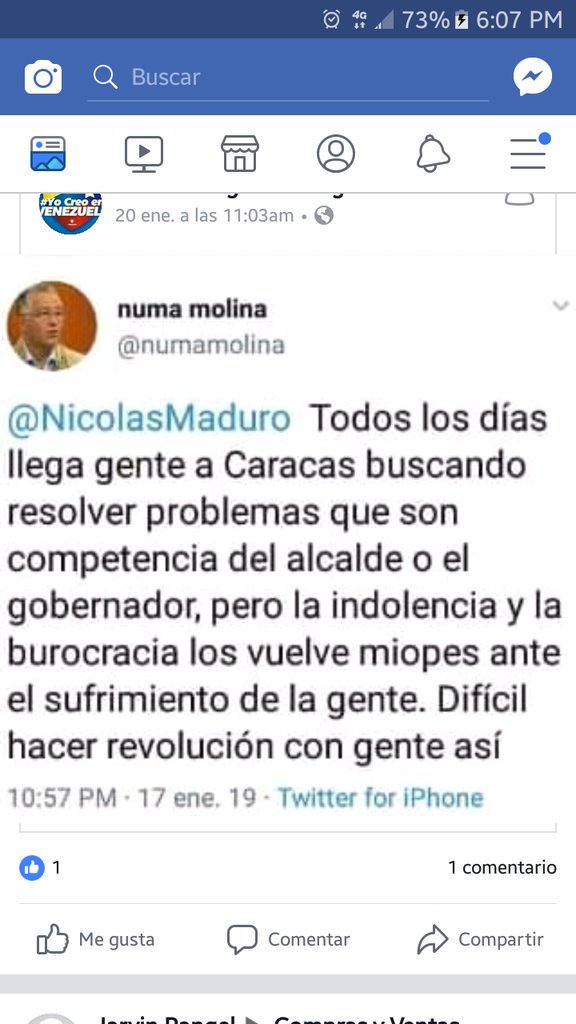 4G 73% 6:07 PM
Buscar
#Yo Creo en
VENEZUELA
20 ene. a las 11:03am •
numa molina
@numamolina
@NicolasMaduro Todos los días
llega gente a Caracas buscando
resolver problemas que son
competencia del alcalde o el
gobernador, pero la indolencia y la
burocracia los vuelve miopes ante
el sufrimiento de la gente. Difícil
hacer revolución con gente así
10:57 PM · 17 ene. 19 · Twitter for iPhone
1 1 comentario
Me gusta Comentar Compartir
Jarvin Rangel ▶ Compras y Ventas